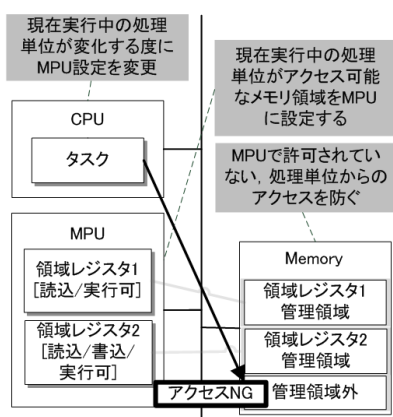 現在実行中の処理
単位が変化する度に
MPU設定を変更
現在実行中の処理
単位がアクセス可能
なメモリ領域をMPU
に設定する
CPU
タスク
MPUで許可されてい
ない，処理単位からの
アクセスを防ぐ
MPU
領域レジスタ1
[読込/実行可]
領域レジスタ2
[読込/書込/
実行可]
Memory
領域レジスタ1
管理領域
領域レジスタ2
管理領域
管理領域外
アクセスNG